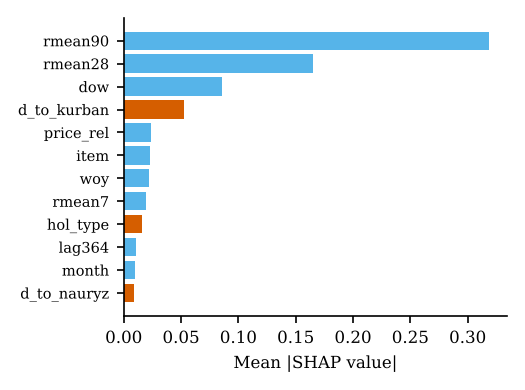 rmean90
rmean28
dow
d_to_kurban
price_rel
item
woy
rmean7
hol_type
lag364
month
d_to_nauryz
0.00 0.05 0.10 0.15 0.20 0.25 0.30
Mean |SHAP value|